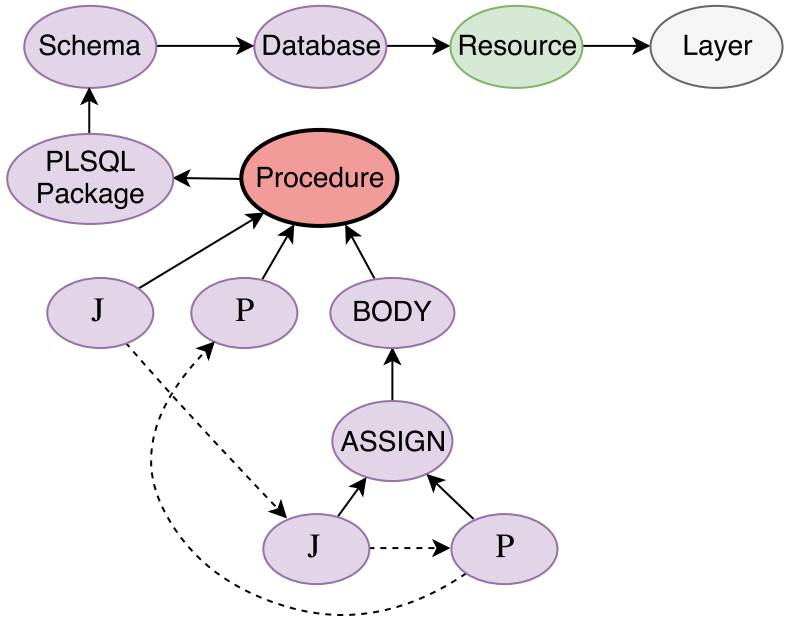 Schema
Database
Resource
Layer
PLSQL
Package
Procedure
J
P
BODY
ASSIGN
J
P